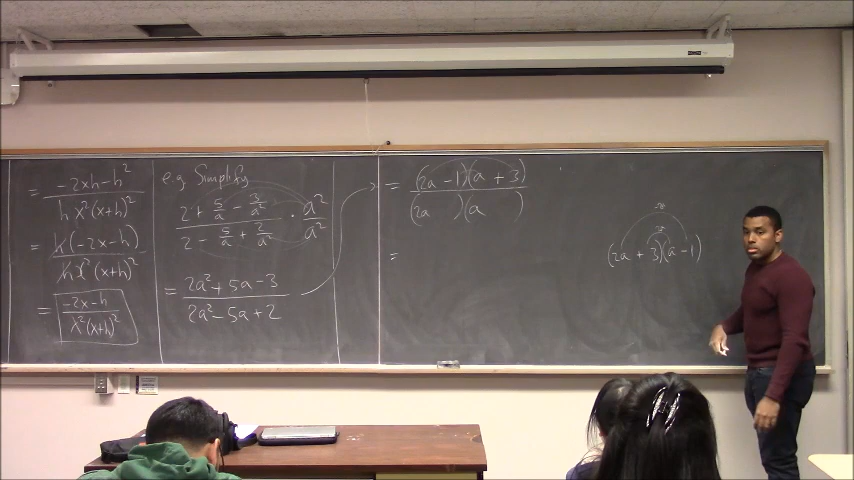 = (-2xh - h²) / (h x²(x+h)²)
= h(-2x-h) / (h x²(x+h)²)
= (-2x-h) / (x²(x+h)²)
e.g. Simplify
(2 + 5/a - 3/a²) / (2 - 5/a + 2/a²) · a²/a²
= (2a² + 5a - 3) / (2a² - 5a + 2)
= (2a - 1)(a + 3) / (2a )(a )
=
(2a + 3)(a - 1)